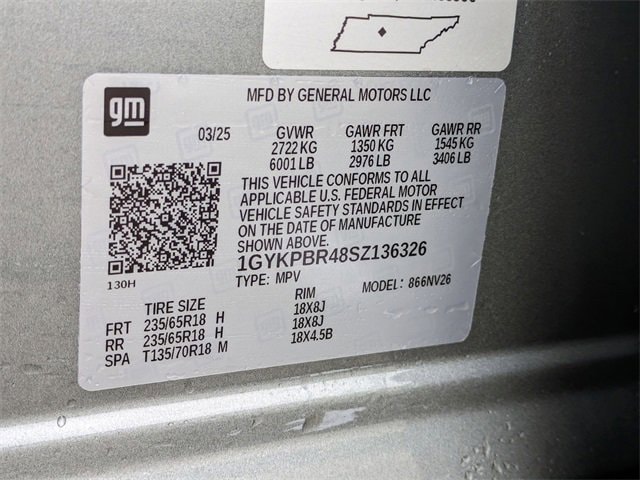 gm
MFD BY GENERAL MOTORS LLC
03/25 GVWR GAWR FRT GAWR RR
2722 KG 1350 KG 1545 KG
6001 LB 2976 LB 3406 LB
THIS VEHICLE CONFORMS TO ALL
APPLICABLE U.S. FEDERAL MOTOR
VEHICLE SAFETY STANDARDS IN EFFECT
ON THE DATE OF MANUFACTURE
SHOWN ABOVE.
1GYKPBR48SZ136326
130H
TYPE: MPV MODEL: 866NV26
TIRE SIZE RIM
FRT 235/65R18 H 18X8J
RR 235/65R18 H 18X8J
SPA T135/70R18 M 18X4.5B